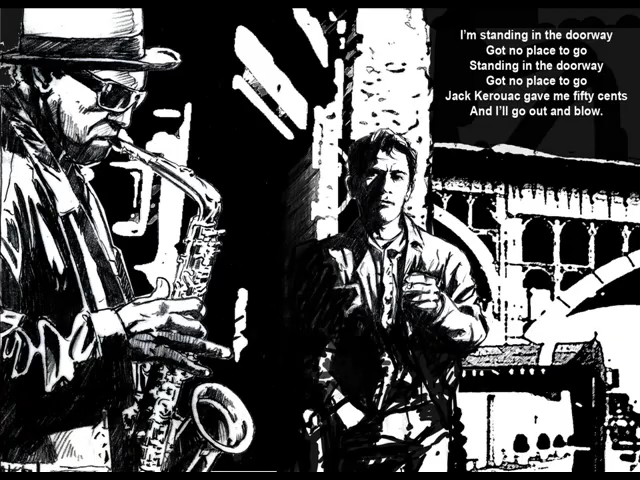 I'm standing in the doorway
Got no place to go
Standing in the doorway
Got no place to go
Jack Kerouac gave me fifty cents
And I'll go out and blow.